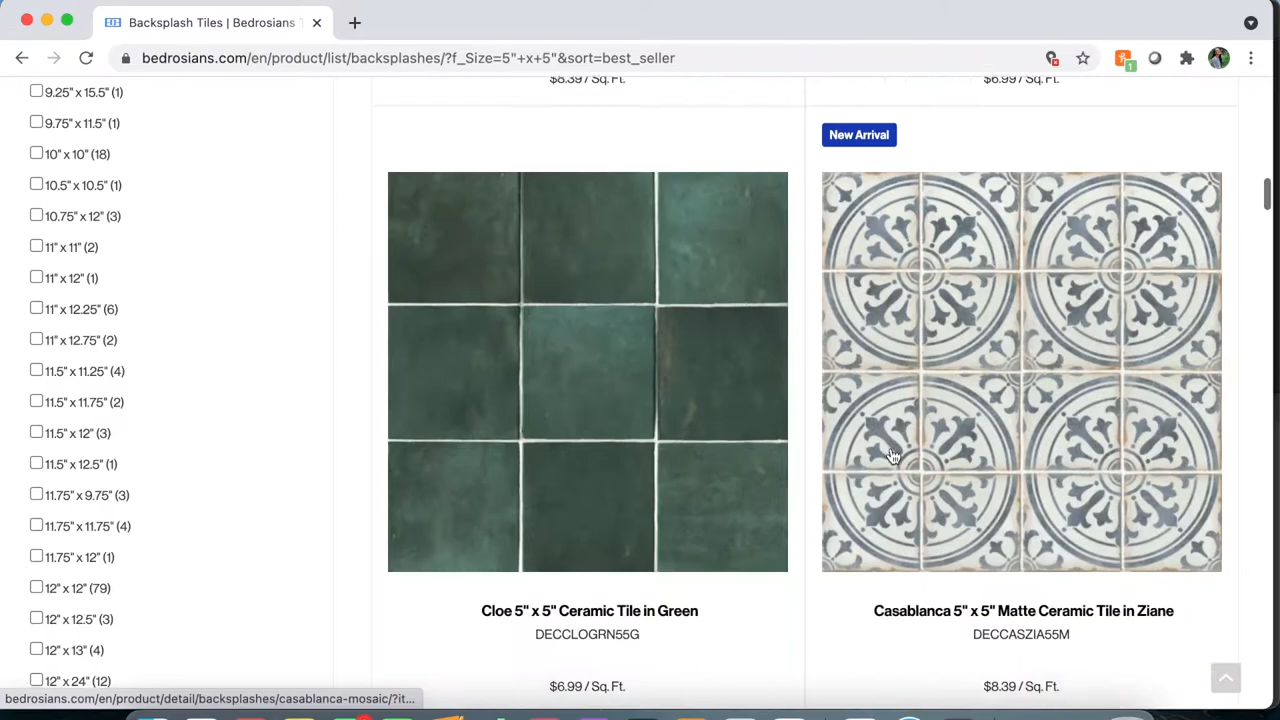 Backsplash Tiles | Bedrosians
bedrosians.com/en/product/list/backsplashes/?f_Size=5"+x+5"&sort=best_seller
1
9.25" x 15.5" (1)
9.75" x 11.5" (1)
10" x 10" (18)
10.5" x 10.5" (1)
10.75" x 12" (3)
11" x 11" (2)
11" x 12" (1)
11" x 12.25" (6)
11" x 12.75" (2)
11.5" x 11.25" (4)
11.5" x 11.75" (2)
11.5" x 12" (3)
11.5" x 12.5" (1)
11.75" x 9.75" (3)
11.75" x 11.75" (4)
11.75" x 12" (1)
12" x 12" (79)
12" x 12.5" (3)
12" x 13" (4)
12" x 24" (12)
$8.39 / Sq. Ft.
$6.99 / Sq. Ft.
New Arrival
Cloe 5" x 5" Ceramic Tile in Green
DECCLOGRN55G
$6.99 / Sq. Ft.
Casablanca 5" x 5" Matte Ceramic Tile in Ziane
DECCASZIA55M
$8.39 / Sq. Ft.
bedrosians.com/en/product/detail/backsplashes/casablanca-mosaic/?it...